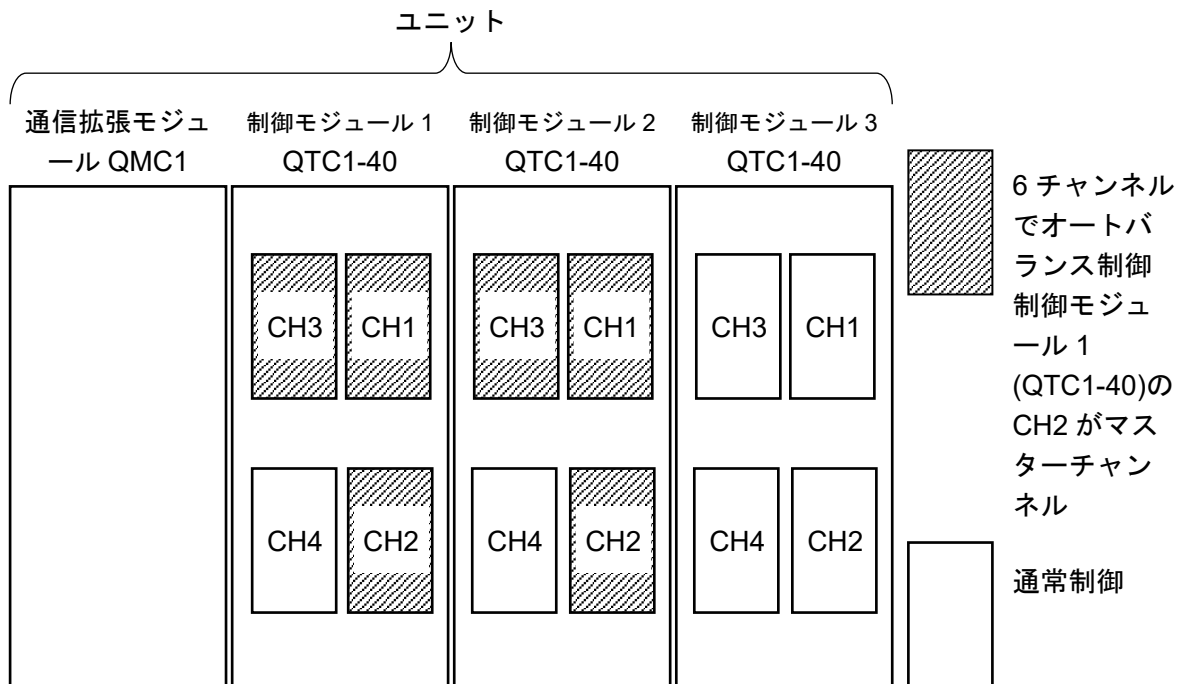 ユニット
通信拡張モジュ
ール QMC1
制御モジュール 1
QTC1-40
制御モジュール 2
QTC1-40
制御モジュール 3
QTC1-40
CH3
CH1
CH3
CH1
CH3
CH1
CH4
CH2
CH4
CH2
CH4
CH2
6 チャンネル
でオートバ
ランス制御
制御モジュ
ール 1
(QTC1-40)の
CH2 がマス
ターチャン
ネル
通常制御